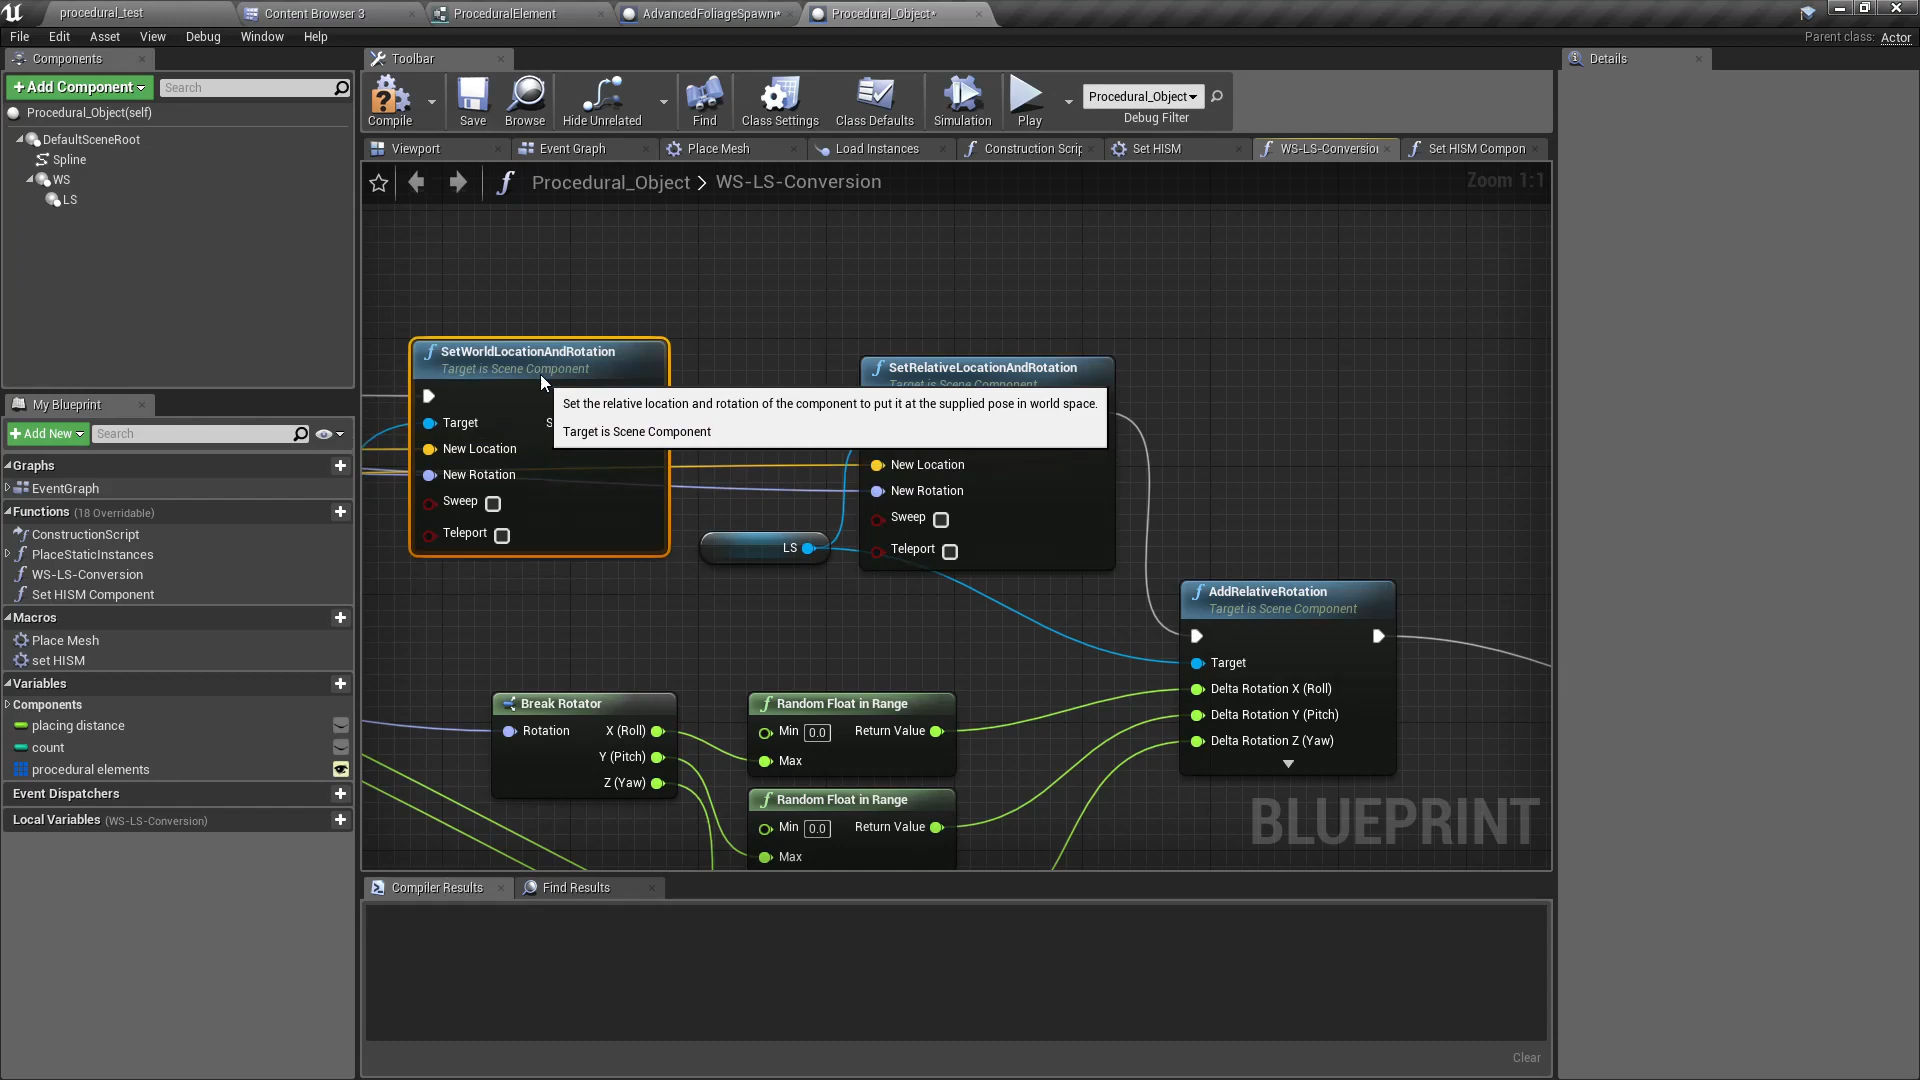 procedural_test
Content Browser 3
ProceduralElement
AdvancedFoliageSpawn*
Procedural_Object*
File Edit Asset View Debug Window Help
Parent class: Actor
Components
+Add Component
Search
Procedural_Object(self)
DefaultSceneRoot
Spline
WS
LS
My Blueprint
+Add New
Search
Graphs
EventGraph
Functions (18 Overridable)
ConstructionScript
PlaceStaticInstances
WS-LS-Conversion
Set HISM Component
Macros
Place Mesh
set HISM
Variables
Components
placing distance
count
procedural elements
Event Dispatchers
Local Variables (WS-LS-Conversion)
Toolbar
Compile
Save
Browse
Hide Unrelated
Find
Class Settings
Class Defaults
Simulation
Play
Procedural_Object
Debug Filter
Viewport
Event Graph
Place Mesh
Load Instances
Construction Scrip
Set HISM
WS-LS-Conversion
Set HISM Compon
Procedural_Object > WS-LS-Conversion
Zoom 1:1
SetWorldLocationAndRotation
Target is Scene Component
Target
S
New Location
New Rotation
Sweep
Teleport
Set the relative location and rotation of the component to put it at the supplied pose in world space.
Target is Scene Component
SetRelativeLocationAndRotation
Target is Scene Component
New Location
New Rotation
Sweep
Teleport
LS
AddRelativeRotation
Target is Scene Component
Target
Delta Rotation X (Roll)
Delta Rotation Y (Pitch)
Delta Rotation Z (Yaw)
Break Rotator
Rotation
X (Roll)
Y (Pitch)
Z (Yaw)
Random Float in Range
Min 0.0
Return Value
Max
Random Float in Range
Min 0.0
Return Value
Max
BLUEPRINT
Compiler Results
Find Results
Clear
Details